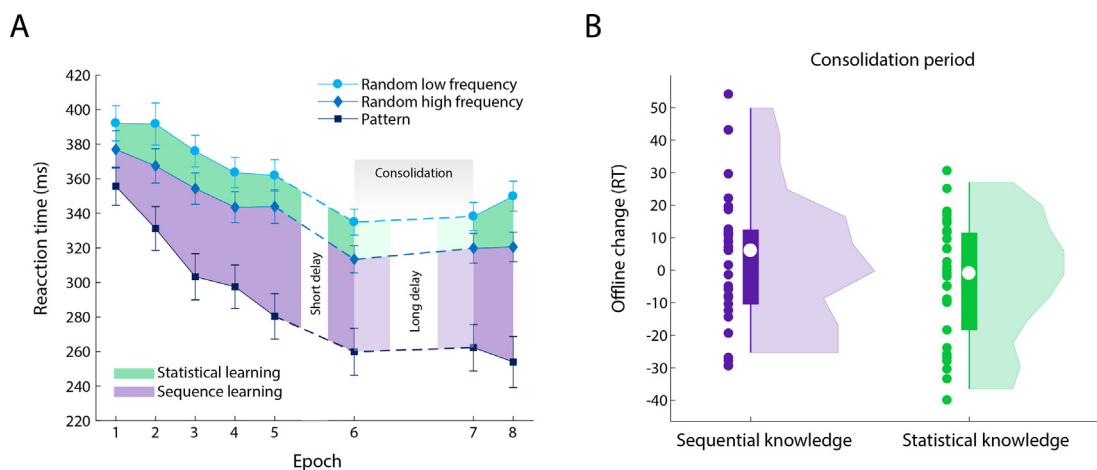 A
Reaction time (ms)
420
400
380
360
340
320
300
280
260
240
220
Random low frequency
Random high frequency
Pattern
Consolidation
Short delay
Long delay
Statistical learning
Sequence learning
1 2 3 4 5 6 7 8
Epoch
B
Consolidation period
Offline change (RT)
50
40
30
20
10
0
-10
-20
-30
-40
Sequential knowledge Statistical knowledge